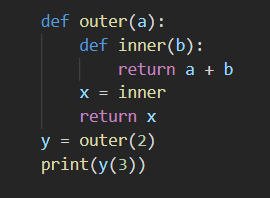 def outer(a):
    def inner(b):
        return a + b
    x = inner
    return x
y = outer(2)
print(y(3))